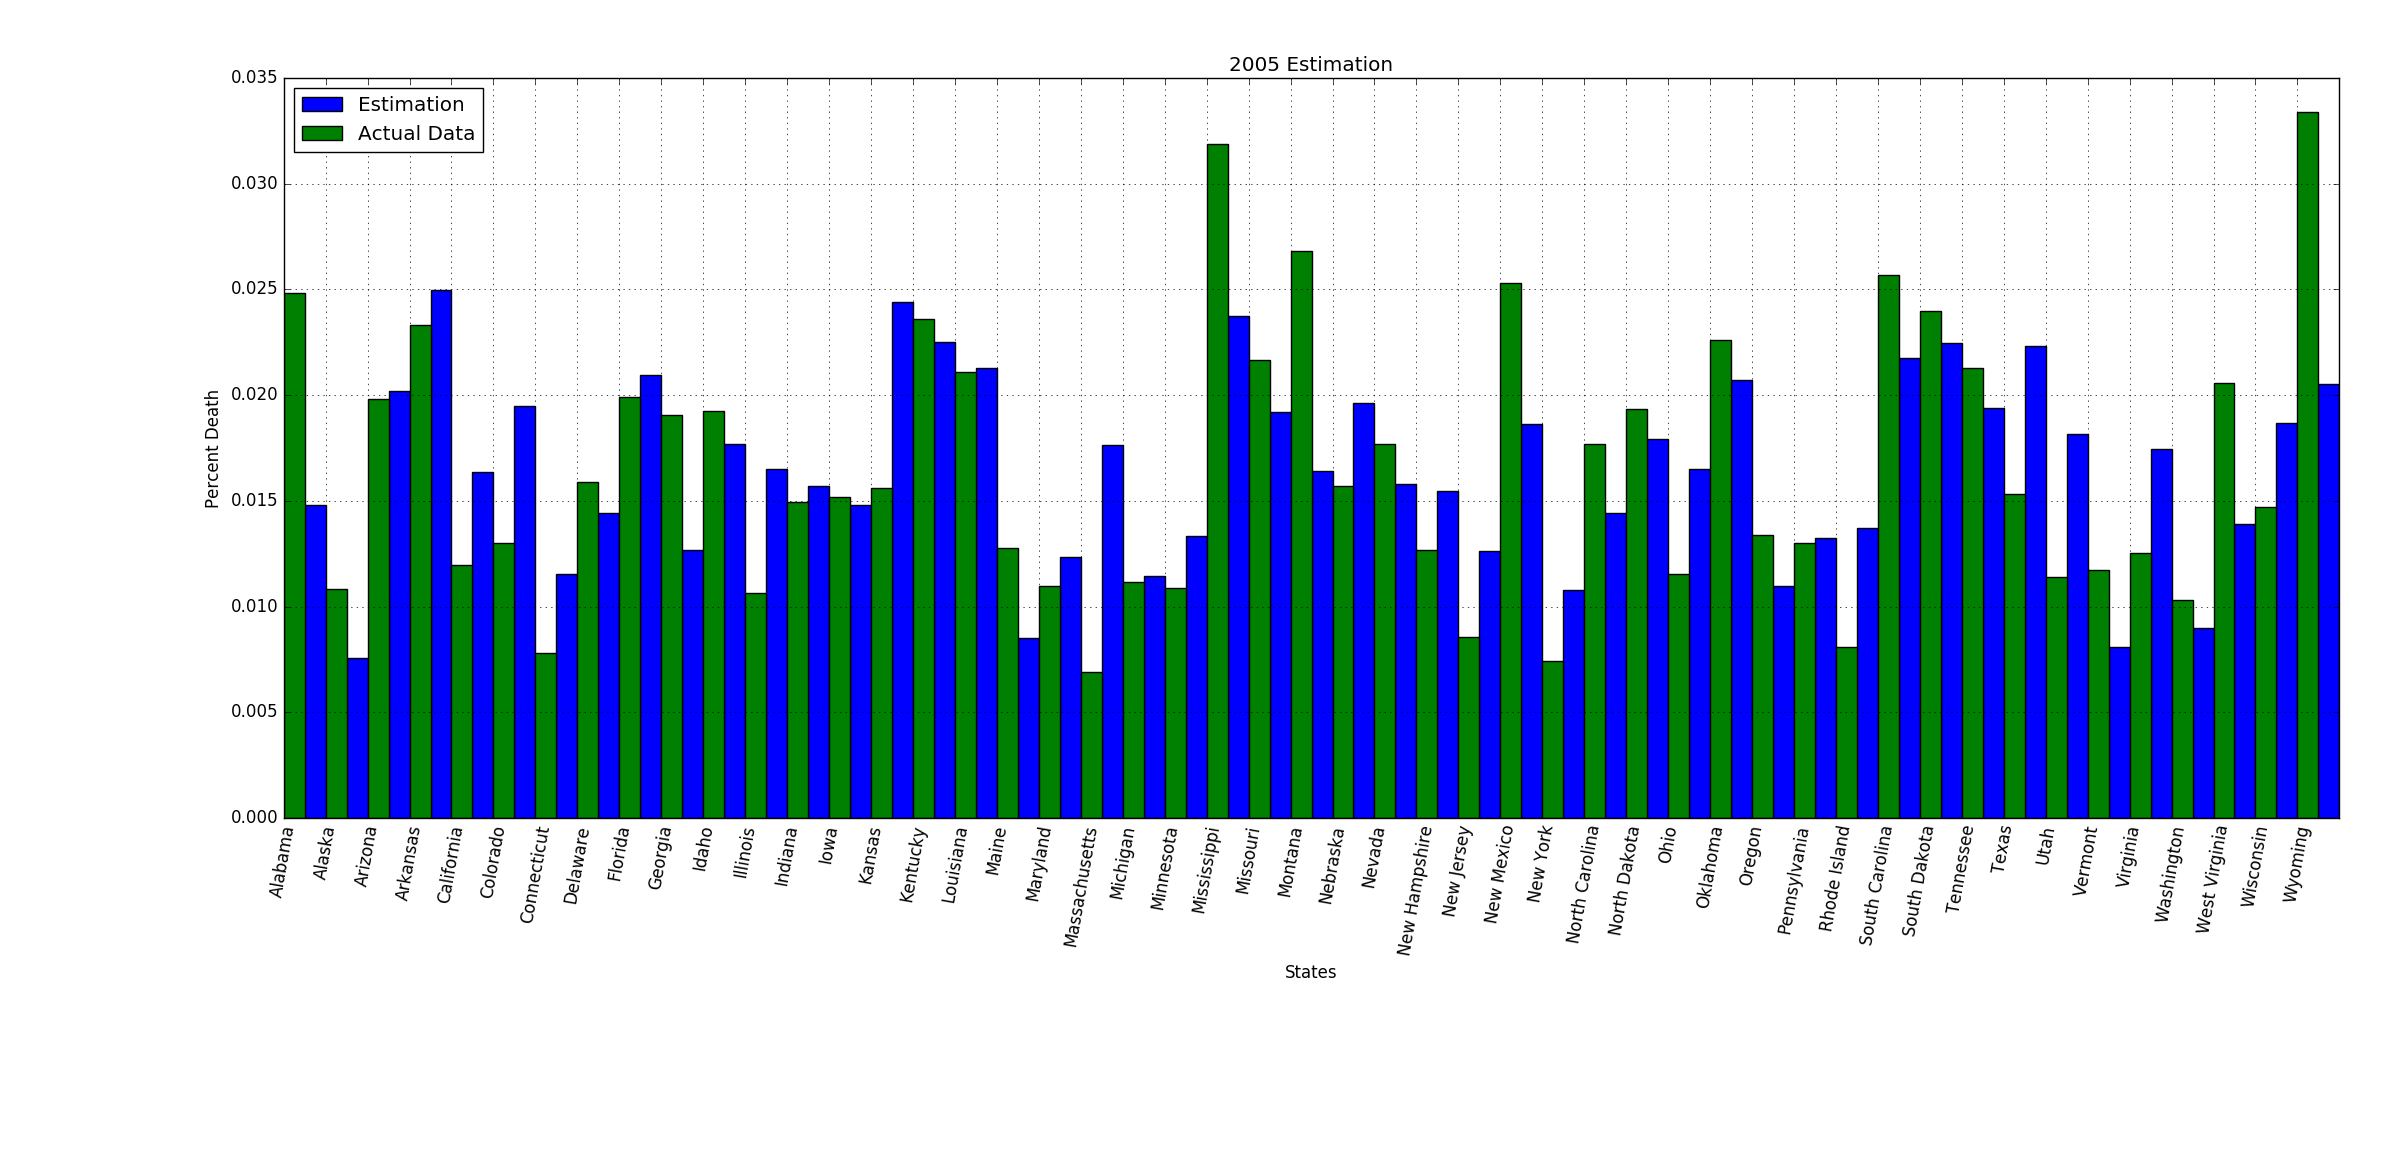 2005 Estimation
Estimation
Actual Data
Percent Death
0.035
0.030
0.025
0.020
0.015
0.010
0.005
0.000
Alabama
Alaska
Arizona
Arkansas
California
Colorado
Connecticut
Delaware
Florida
Georgia
Idaho
Illinois
Indiana
Iowa
Kansas
Kentucky
Louisiana
Maine
Maryland
Massachusetts
Michigan
Minnesota
Mississippi
Missouri
Montana
Nebraska
Nevada
New Hampshire
New Jersey
New Mexico
New York
North Carolina
North Dakota
Ohio
Oklahoma
Oregon
Pennsylvania
Rhode Island
South Carolina
South Dakota
Tennessee
Texas
Utah
Vermont
Virginia
Washington
West Virginia
Wisconsin
Wyoming
States